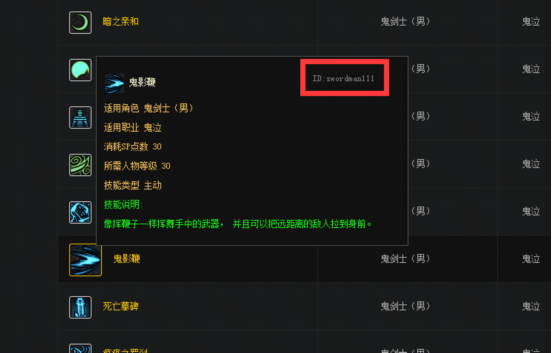 暗之亲和 鬼剑士（男） 鬼泣
鬼影鞭 ID:swordman111
适用角色 鬼剑士（男）
适用职业 鬼泣
消耗SP点数 30
所需人物等级 30
技能类型 主动
技能说明:
像挥鞭子一样挥舞手中的武器，并且可以把远距离的敌人拉到身前。
）鬼泣
）鬼泣
）鬼泣
）鬼泣
鬼影鞭 鬼剑士（男） 鬼泣
死亡墓碑 鬼剑士（男） 鬼泣
鬼剑士（男） 鬼泣